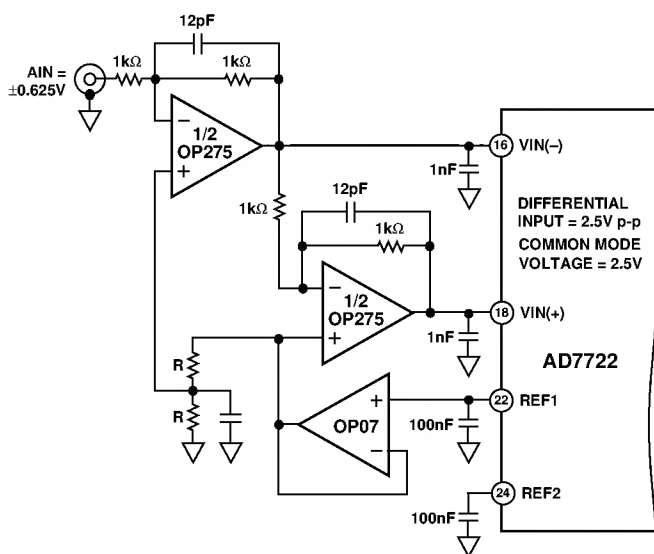 12pF
AIN =
±0.625V
1kΩ
1kΩ
–
1/2
OP275
+
16
VIN(–)
1nF
1kΩ
12pF
1kΩ
DIFFERENTIAL
INPUT = 2.5V p-p
COMMON MODE
VOLTAGE = 2.5V
–
1/2
OP275
+
18
VIN(+)
1nF
AD7722
R
R
+
OP07
–
22
REF1
100nF
24
REF2
100nF